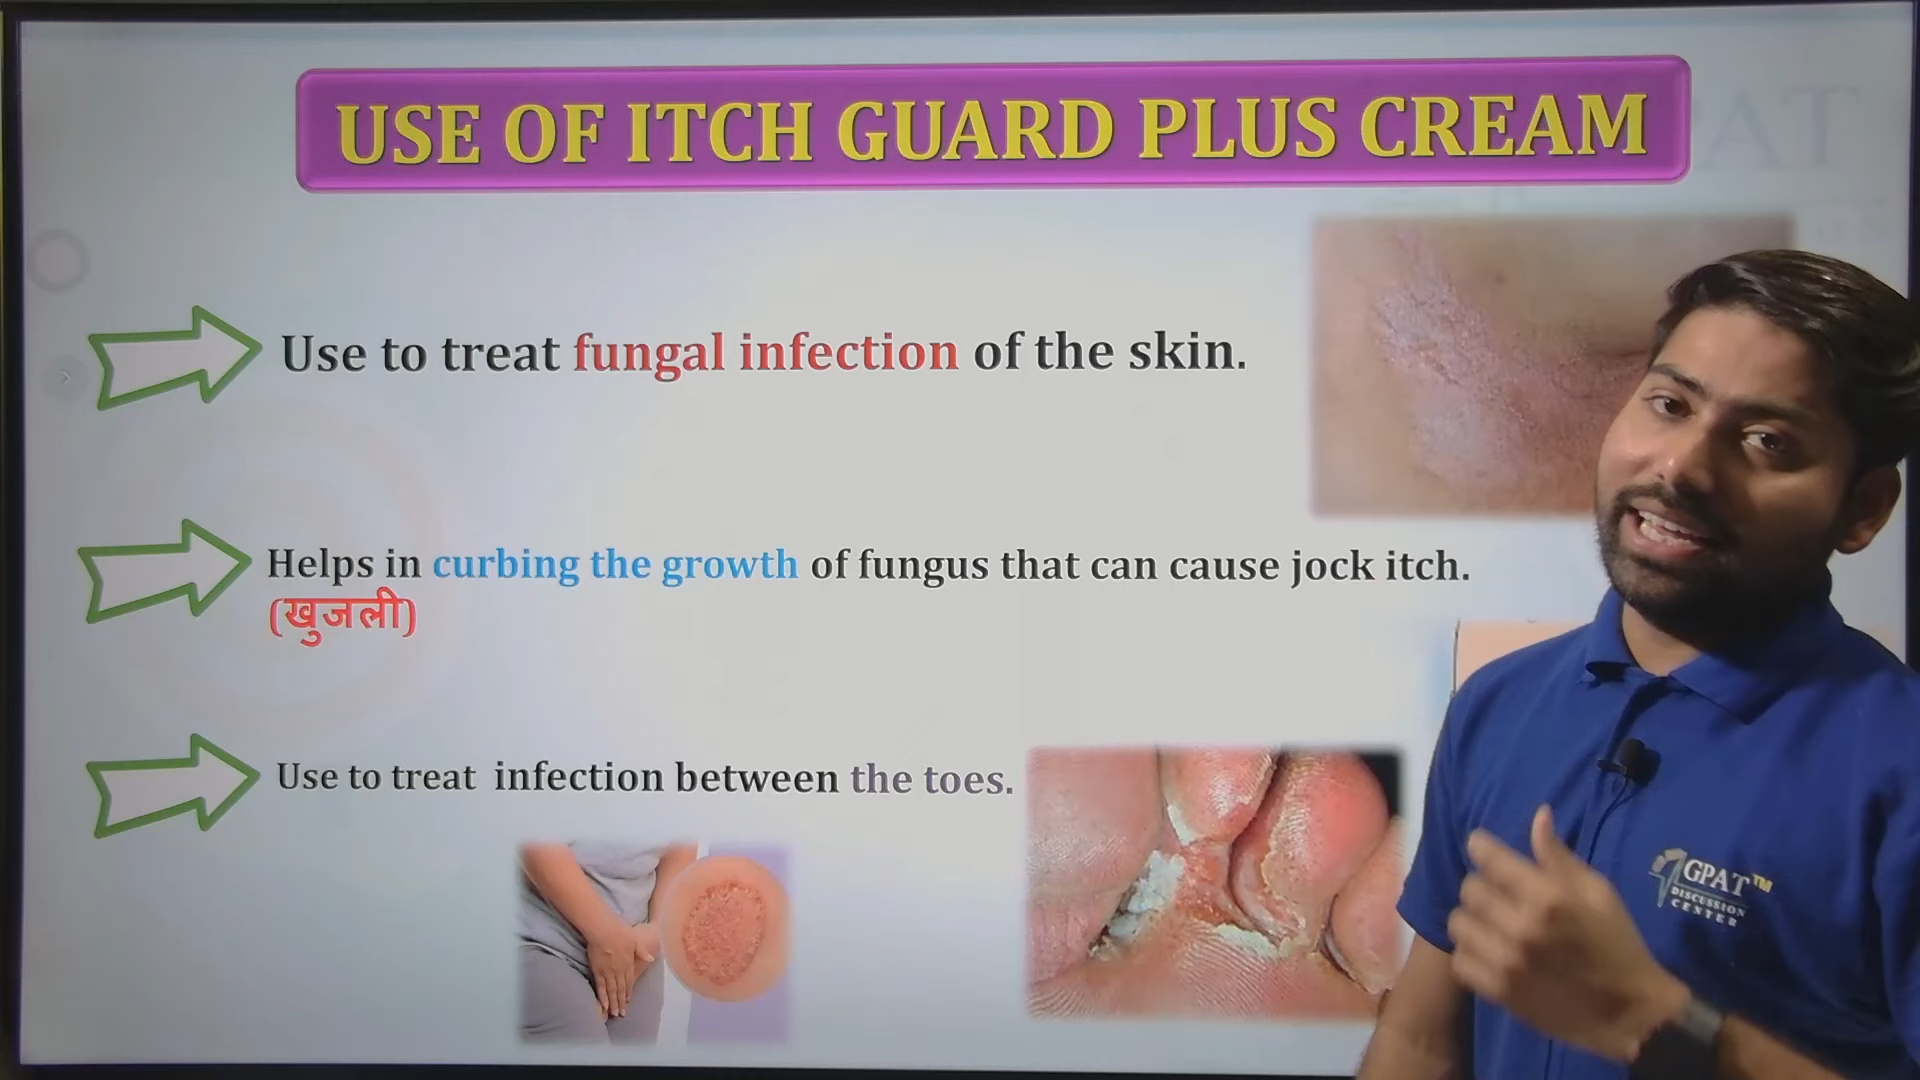 USE OF ITCH GUARD PLUS CREAM
Use to treat fungal infection of the skin.
Helps in curbing the growth of fungus that can cause jock itch.
(खुजली)
Use to treat infection between the toes.
GPAT™
DISCUSSION
CENTER